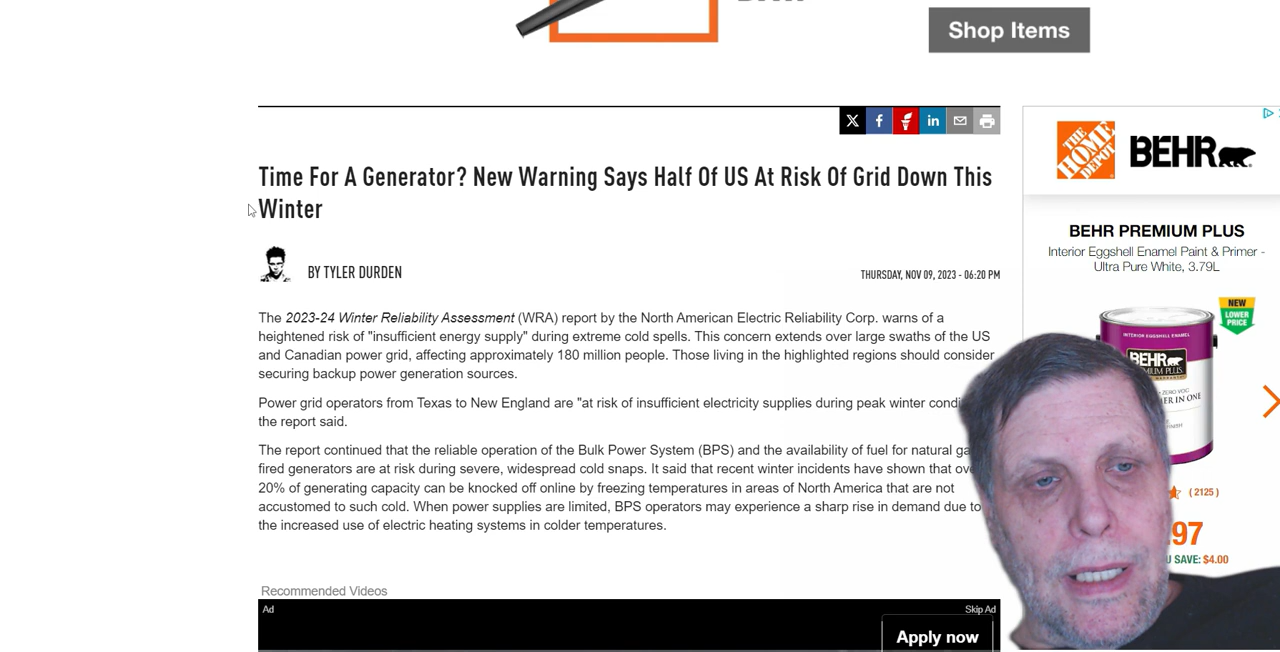 Shop Items
Time For A Generator? New Warning Says Half Of US At Risk Of Grid Down This
Winter
BY TYLER DURDEN
THURSDAY, NOV 09, 2023 - 06:20 PM
The 2023-24 Winter Reliability Assessment (WRA) report by the North American Electric Reliability Corp. warns of a
heightened risk of "insufficient energy supply" during extreme cold spells. This concern extends over large swaths of the US
and Canadian power grid, affecting approximately 180 million people. Those living in the highlighted regions should consider
securing backup power generation sources.
Power grid operators from Texas to New England are "at risk of insufficient electricity supplies during peak winter
the report said.
The report continued that the reliable operation of the Bulk Power System (BPS) and the availability of fuel for natural
fired generators are at risk during severe, widespread cold snaps. It said that recent winter incidents have shown that
20% of generating capacity can be knocked off online by freezing temperatures in areas of North America that are not
accustomed to such cold. When power supplies are limited, BPS operators may experience a sharp rise in demand due to
the increased use of electric heating systems in colder temperatures.
Recommended Videos
Ad
Skip Ad
Apply now
THE HOME DEPOT
BEHR
BEHR PREMIUM PLUS
Interior Eggshell Enamel Paint & Primer -
Ultra Pure White, 3.79L
NEW
LOWER
PRICE
INTERIOR EGGSHELL ENAMEL
BEHR
(2125)
97
SAVE: $4.00